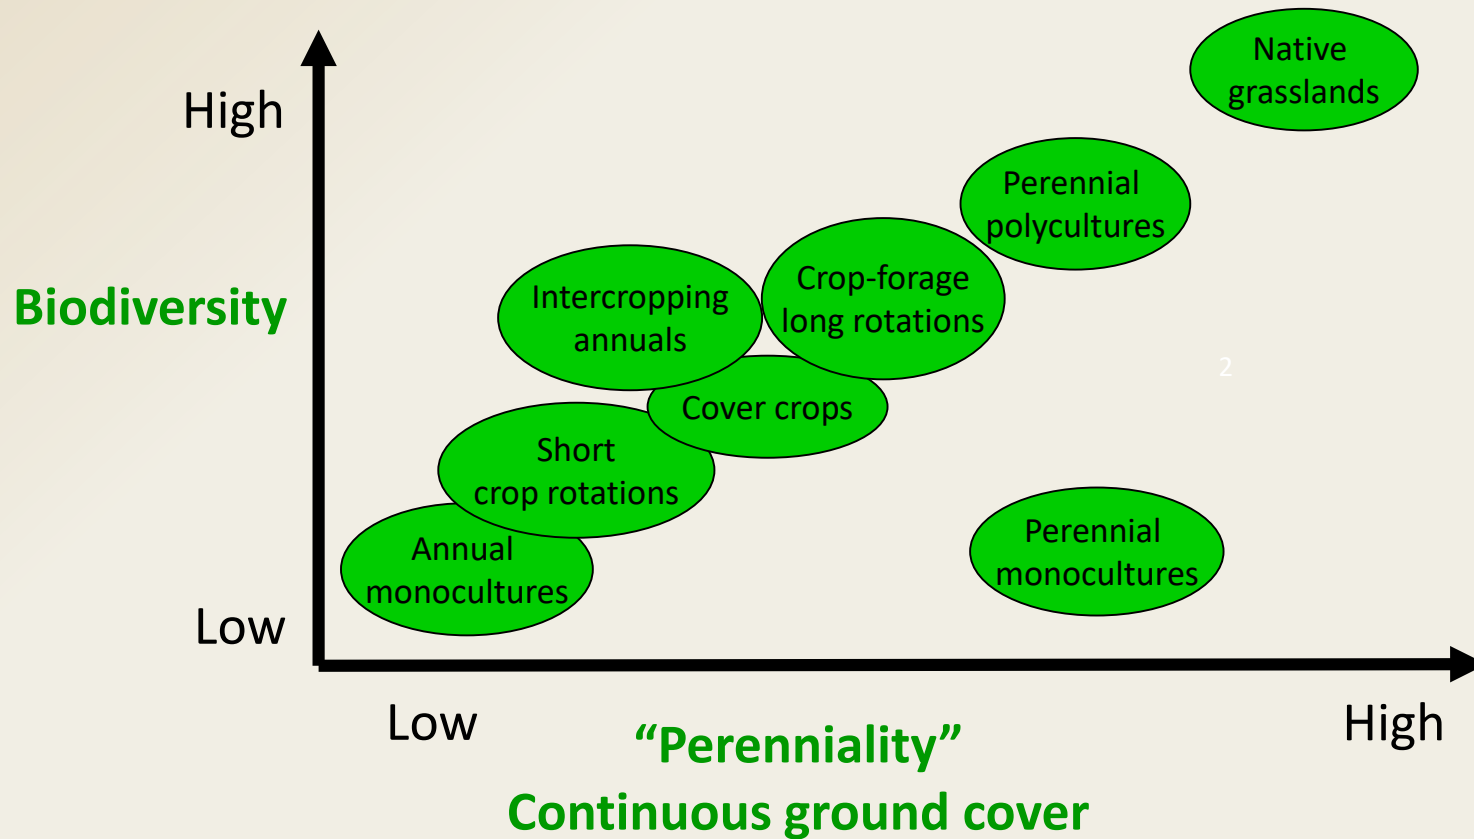 High
Native
grasslands
Perennial
polycultures
Biodiversity
Intercropping
annuals
Crop-forage
long rotations
2
Cover crops
Short
crop rotations
Annual
monocultures
Perennial
monocultures
Low
Low
“Perenniality”
Continuous ground cover
High